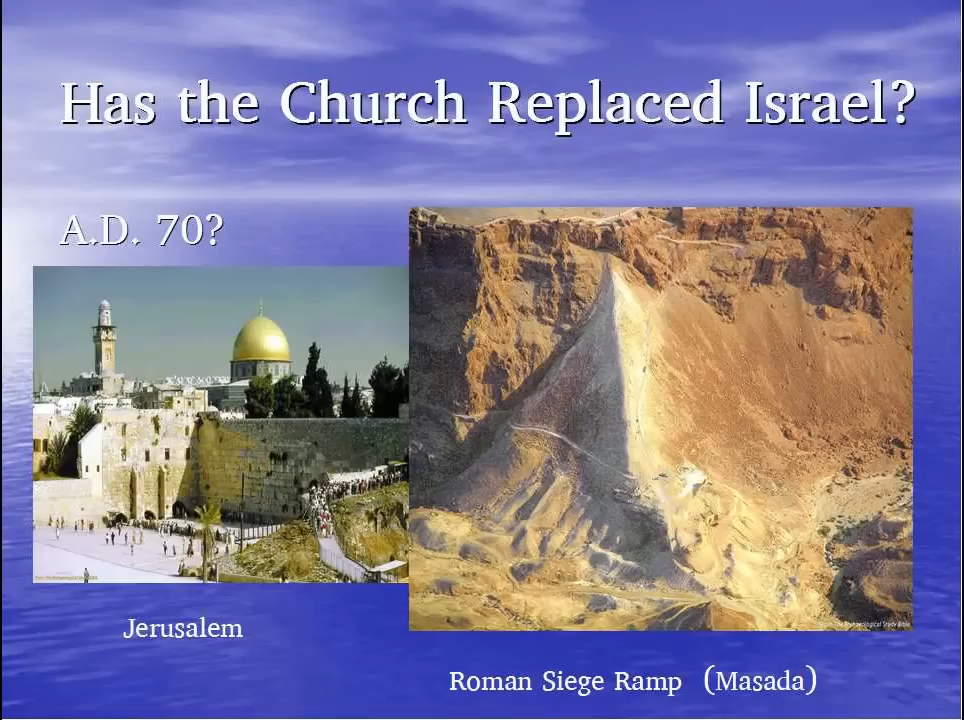 Has the Church Replaced Israel?
A.D. 70?
Jerusalem
Roman Siege Ramp (Masada)